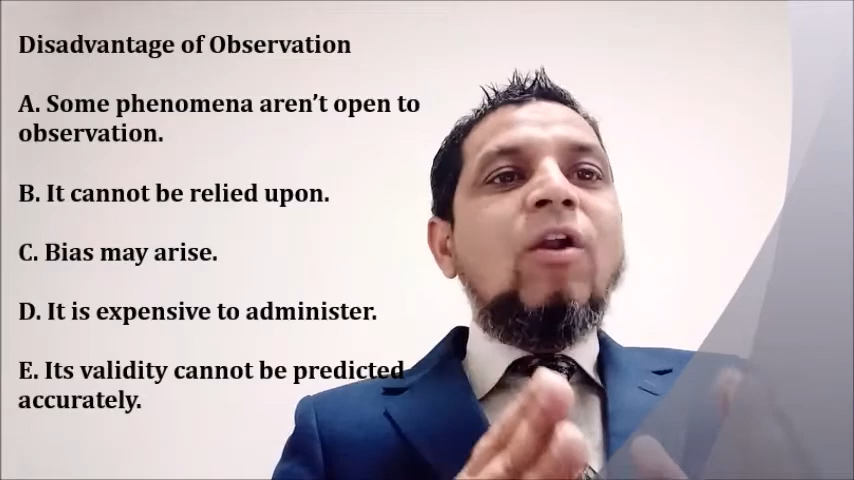 Disadvantage of Observation
A. Some phenomena aren’t open to
observation.
B. It cannot be relied upon.
C. Bias may arise.
D. It is expensive to administer.
E. Its validity cannot be predicted
accurately.